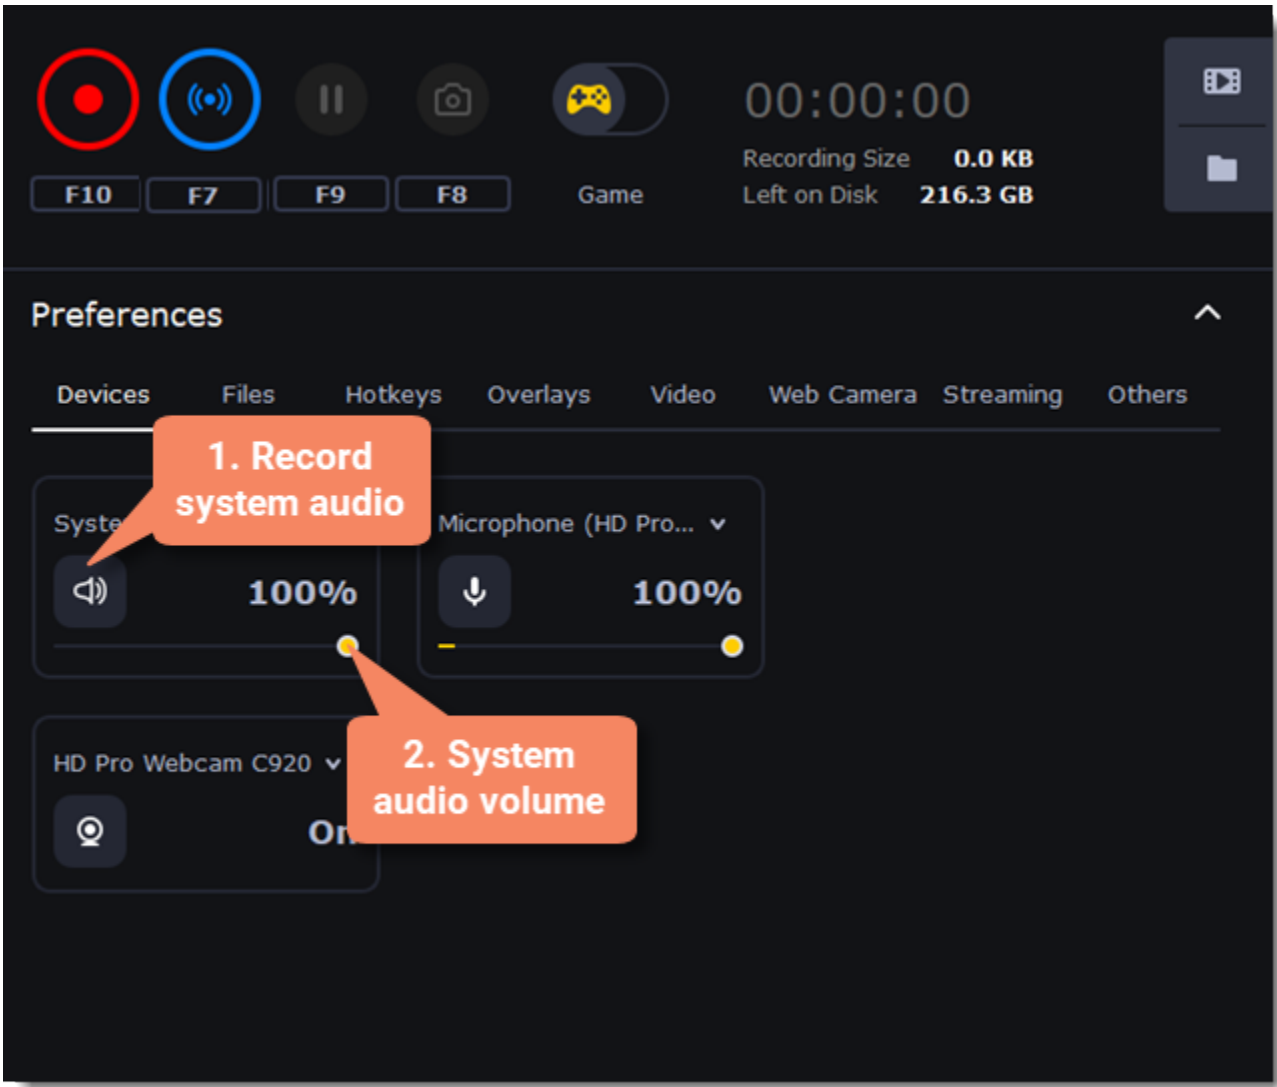 00:00:00
Recording Size 0.0 KB
F10 F7 F9 F8 Game Left on Disk 216.3 GB
Preferences
Devices Files Hotkeys Overlays Video Web Camera Streaming Others
1. Record
system audio
Microphone (HD Pro...
100% 100%
2. System
audio volume
HD Pro Webcam C920
On